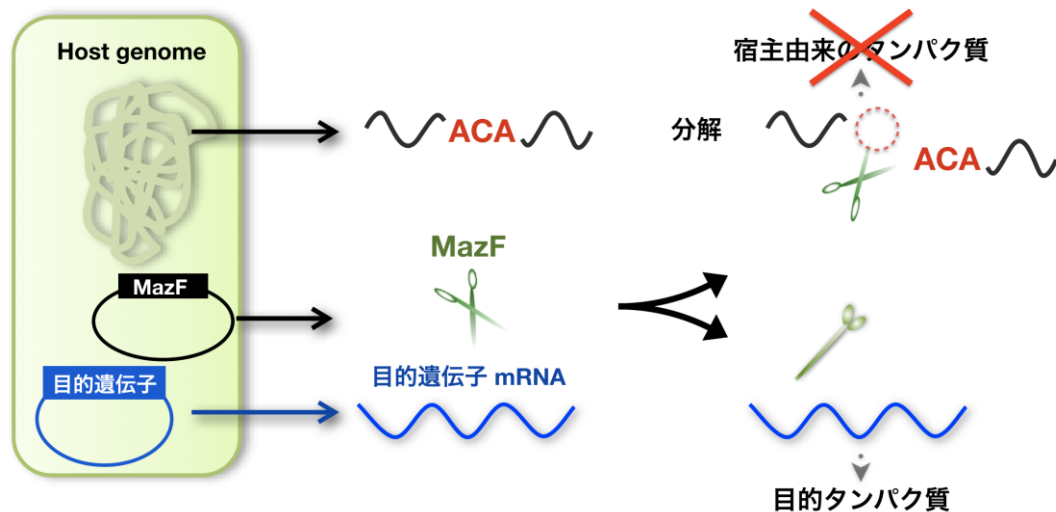 Host genome
MazF
目的遺伝子
ACA
MazF
目的遺伝子 mRNA
宿主由来のタンパク質
分解
ACA
目的タンパク質